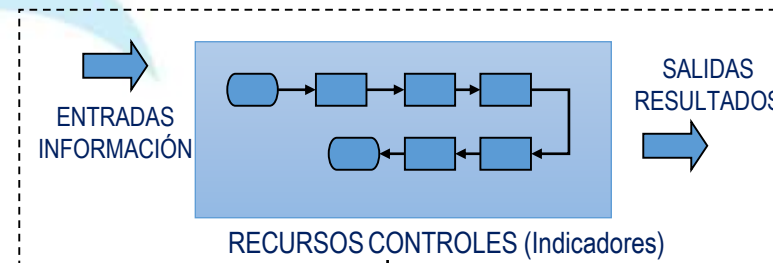 ENTRADAS
INFORMACIÓN
SALIDAS
RESULTADOS
RECURSOS CONTROLES (Indicadores)